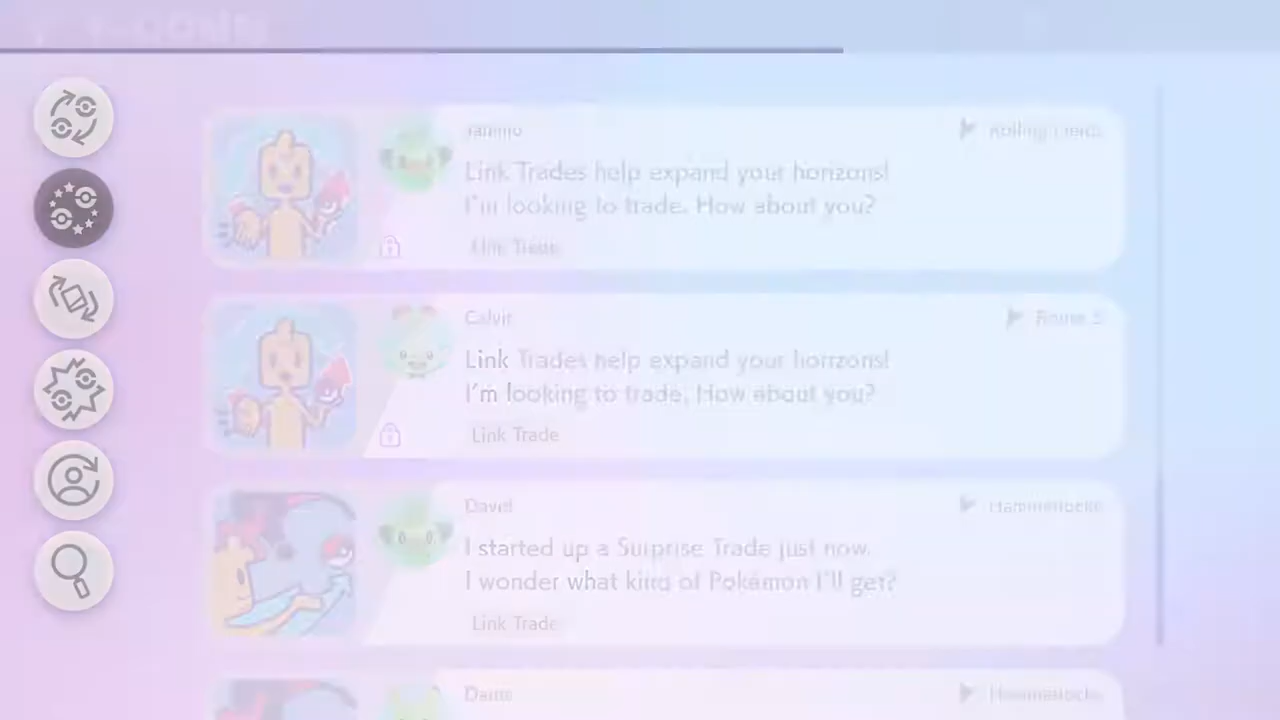 Link Trades help expand your horizons!
I'm looking to trade. How about you?
Link Trade
Route 5
Link Trades help expand your horizons!
I'm looking to trade. How about you?
Link Trade
Hammerlocke
I started up a Surprise Trade just now.
I wonder what kind of Pokémon I'll get?
Link Trade
Hammerlocke